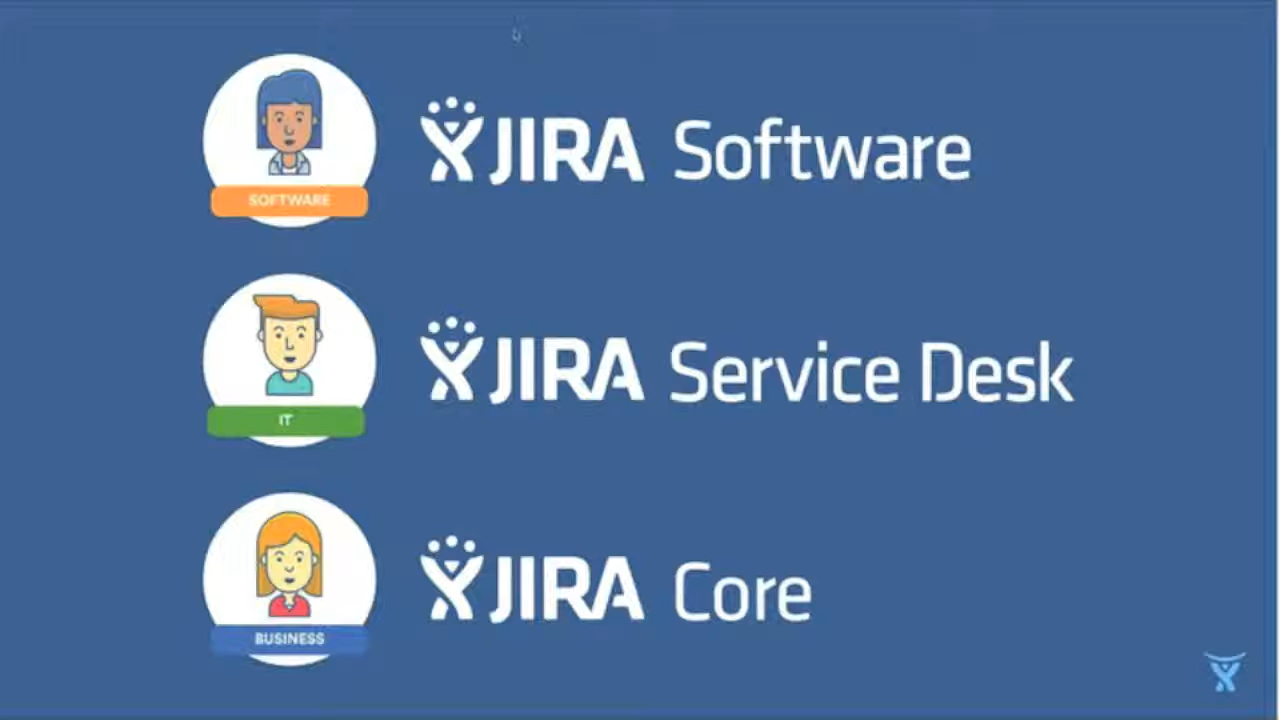 JIRA Software
SOFTWARE
JIRA Service Desk
IT
JIRA Core
BUSINESS